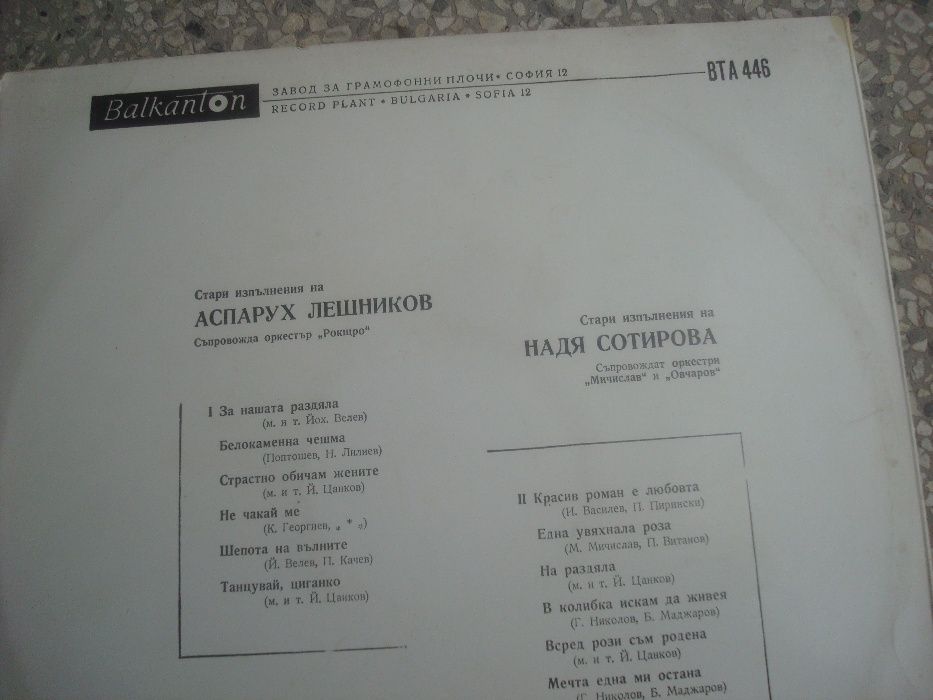 Balkanton
ЗАВОД ЗА ГРАМОФОННИ ПЛОЧИ • СОФИЯ 12
RECORD PLANT • BULGARIA • SOFIA 12
ВТА 446
Стари изпълнения на
АСПАРУХ ЛЕШНИКОВ
Съпровожда оркестър „Рокщро“
I За нашата раздяла
(м. и т. Йох. Велев)
Белокаменна чешма
(Поптошев, Н. Лилиев)
Страстно обичам жените
(м. и т. Й. Цанков)
Не чакай ме
(К. Георгиев, „ * „)
Шепота на вълните
(Й. Велев, П. Качев)
Танцувай, циганко
(м. и т. Й. Цанков)
Стари изпълнения на
НАДЯ СОТИРОВА
Съпровождат оркестри
„Мичислав“ и „Овчаров“
II Красив роман е любовта
(И. Василев, П. Пирински)
Една увяхнала роза
(М. Мичислав, П. Витанов)
На раздяла
(м. и т. Й. Цанков)
В колибка искам да живея
(Г. Николов, Б. Маджаров)
Всред рози съм родена
(м. и т. Й. Цанков)
Мечта една ми остана
(Г. Николов, Б. Маджаров)